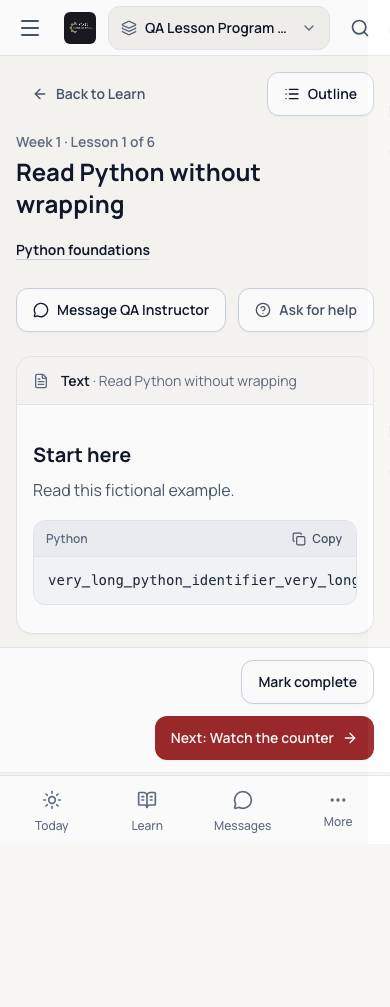 QA Lesson Program ...
Back to Learn
Outline
Week 1 · Lesson 1 of 6
Read Python without
wrapping
Python foundations
Message QA Instructor
Ask for help
Text · Read Python without wrapping
Start here
Read this fictional example.
Python
Copy
very_long_python_identifier_very_long
Mark complete
Next: Watch the counter
Today
Learn
Messages
More